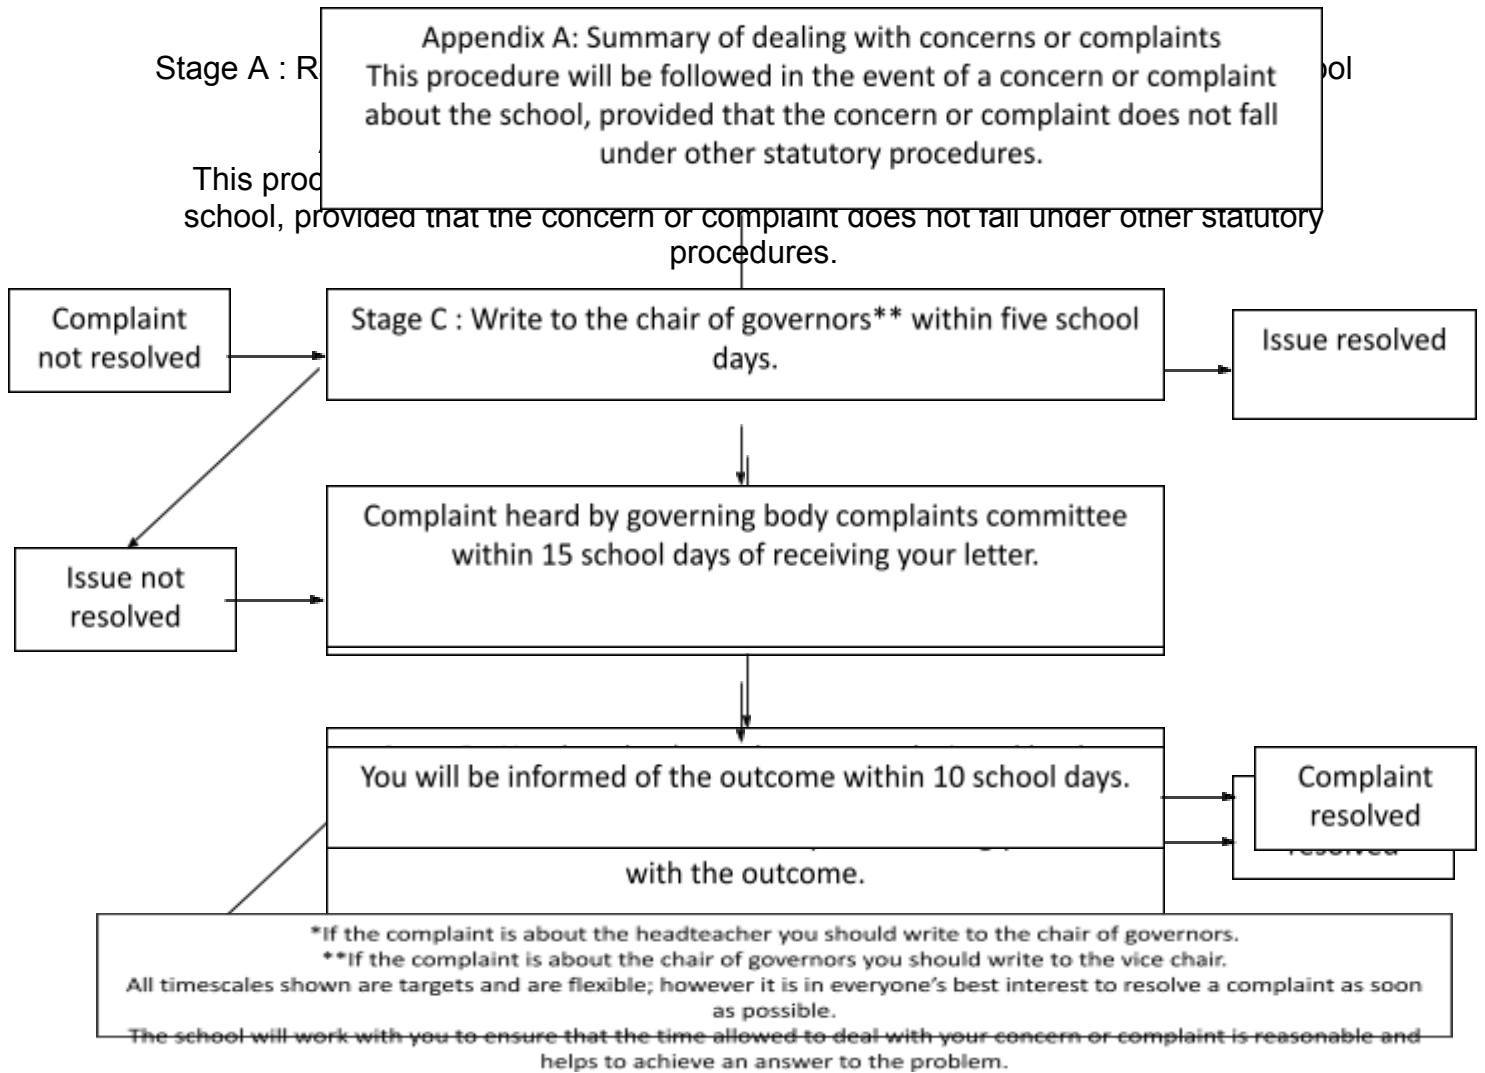 Appendix A: Summary of dealing with concerns or complaints
Stage A : R
This procedure will be followed in the event of a concern or complaint
about the school, provided that the concern or complaint does not fall
under other statutory procedures.
This proc
school, provided that the concern or complaint does not fall under other statutory
procedures.
Complaint
not resolved
Stage C : Write to the chair of governors** within five school
days.
Issue resolved
Complaint heard by governing body complaints committee
within 15 school days of receiving your letter.
Issue not
resolved
You will be informed of the outcome within 10 school days.
Complaint
resolved
resolved
with the outcome.
*If the complaint is about the headteacher you should write to the chair of governors.
**If the complaint is about the chair of governors you should write to the vice chair.
All timescales shown are targets and are flexible; however it is in everyone's best interest to resolve a complaint as soon
as possible.
The school will work with you to ensure that the time allowed to deal with your concern or complaint is reasonable and
helps to achieve an answer to the problem.